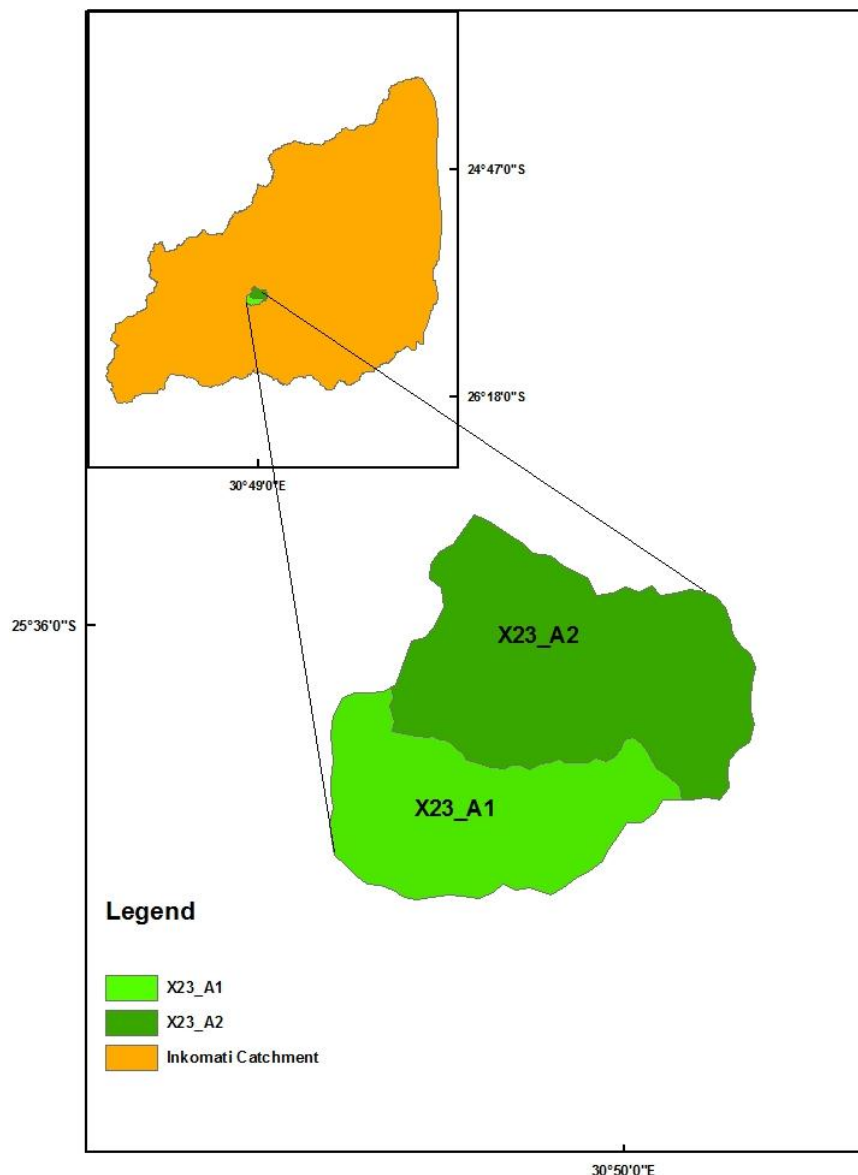 24°47'0"S
26°18'0"S
30°49'0"E
25°36'0"S
X23_A2
X23_A1
Legend
X23_A1
X23_A2
Inkomati Catchment
30°50'0"E